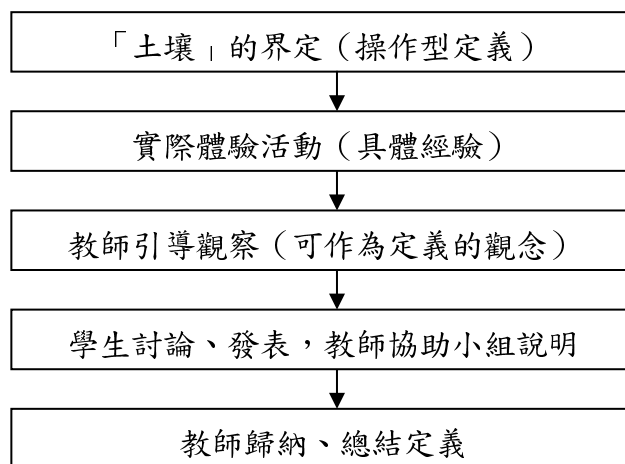 「土壤」的界定（操作型定義）
實際體驗活動（具體經驗）
教師引導觀察（可作為定義的觀念）
學生討論、發表，教師協助小組說明
教師歸納、總結定義